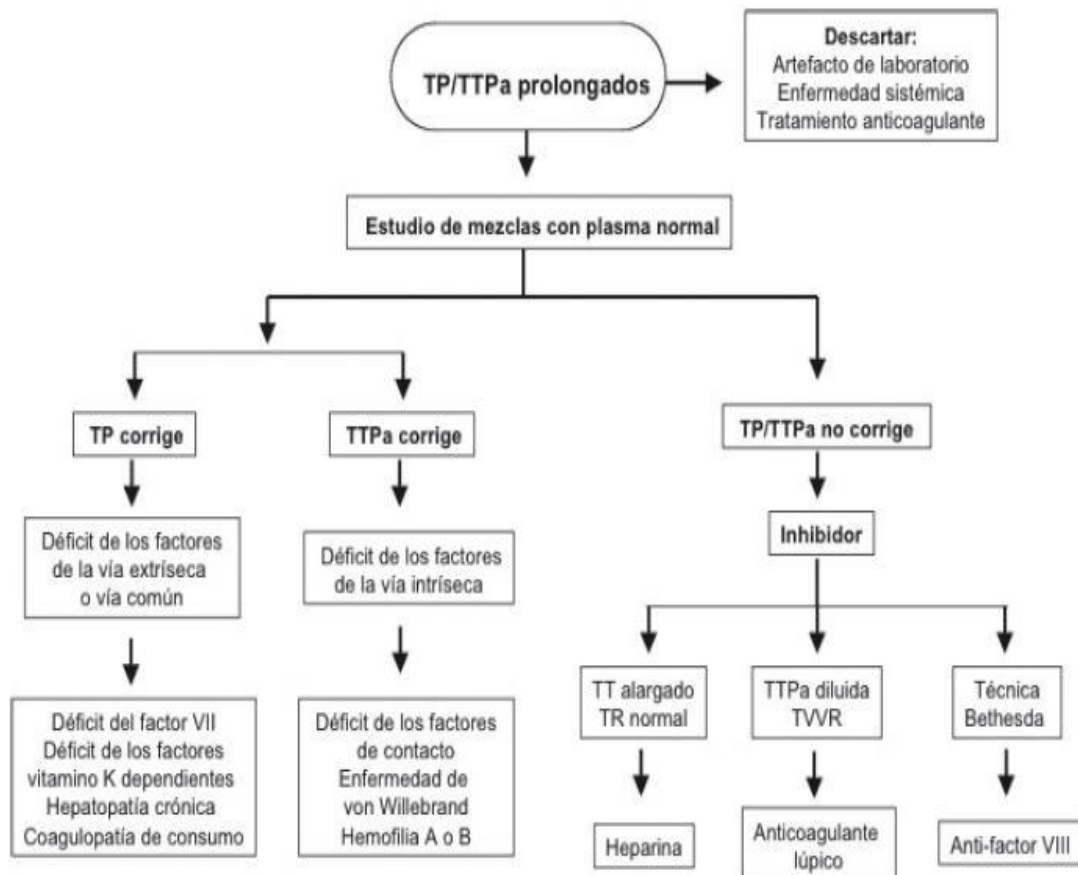 TP/TTPa prolongados
Descartar:
Artefacto de laboratorio
Enfermedad sistémica
Tratamiento anticoagulante
Estudio de mezclas con plasma normal
TP corrige
TTPa corrige
TP/TTPa no corrige
Déficit de los factores
de la vía extríseca
o vía común
Déficit de los factores
de la vía intríseca
Inhibidor
Déficit del factor VII
Déficit de los factores
vitamino K dependientes
Hepatopatía crónica
Coagulopatía de consumo
Déficit de los factores
de contacto
Enfermedad de
von Willebrand
Hemofilia A o B
TT alargado
TR normal
TTPa diluida
TVVR
Técnica
Bethesda
Heparina
Anticoagulante
lúpico
Anti-factor VIII